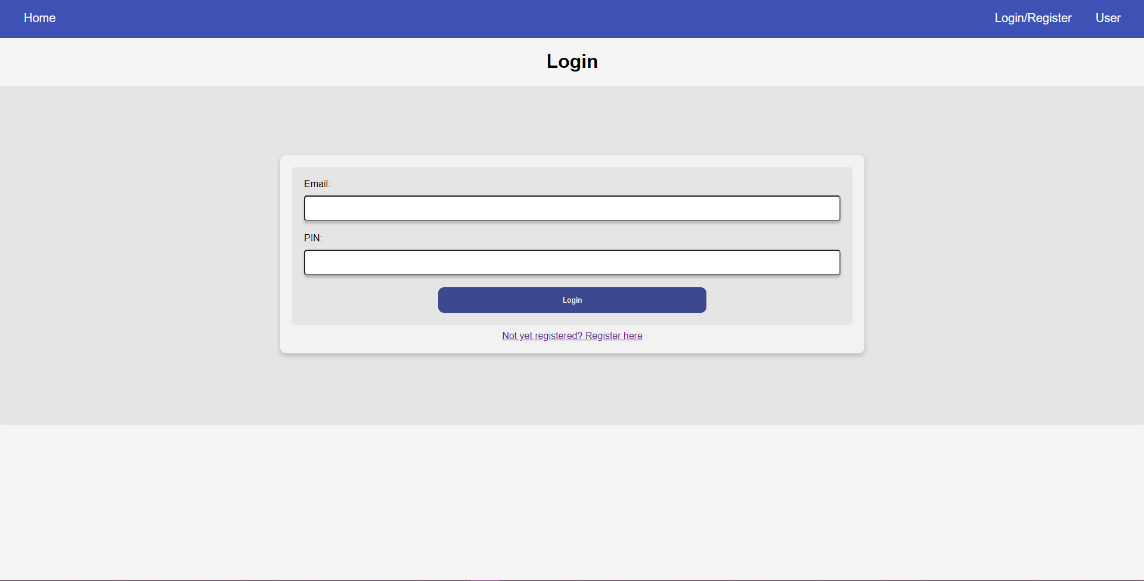 Home Login/Register User
Login
Email:
PIN:
Login
Not yet registered? Register here